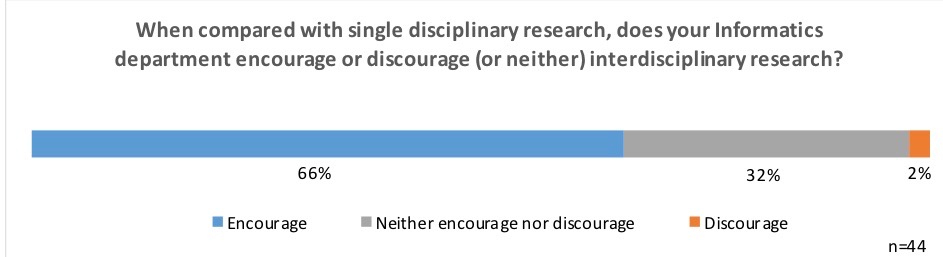 When compared with single disciplinary research, does your Informatics
department encourage or discourage (or neither) interdisciplinary research?
66%
32%
2%
Encourage
Neither encourage nor discourage
Discourage
n=44